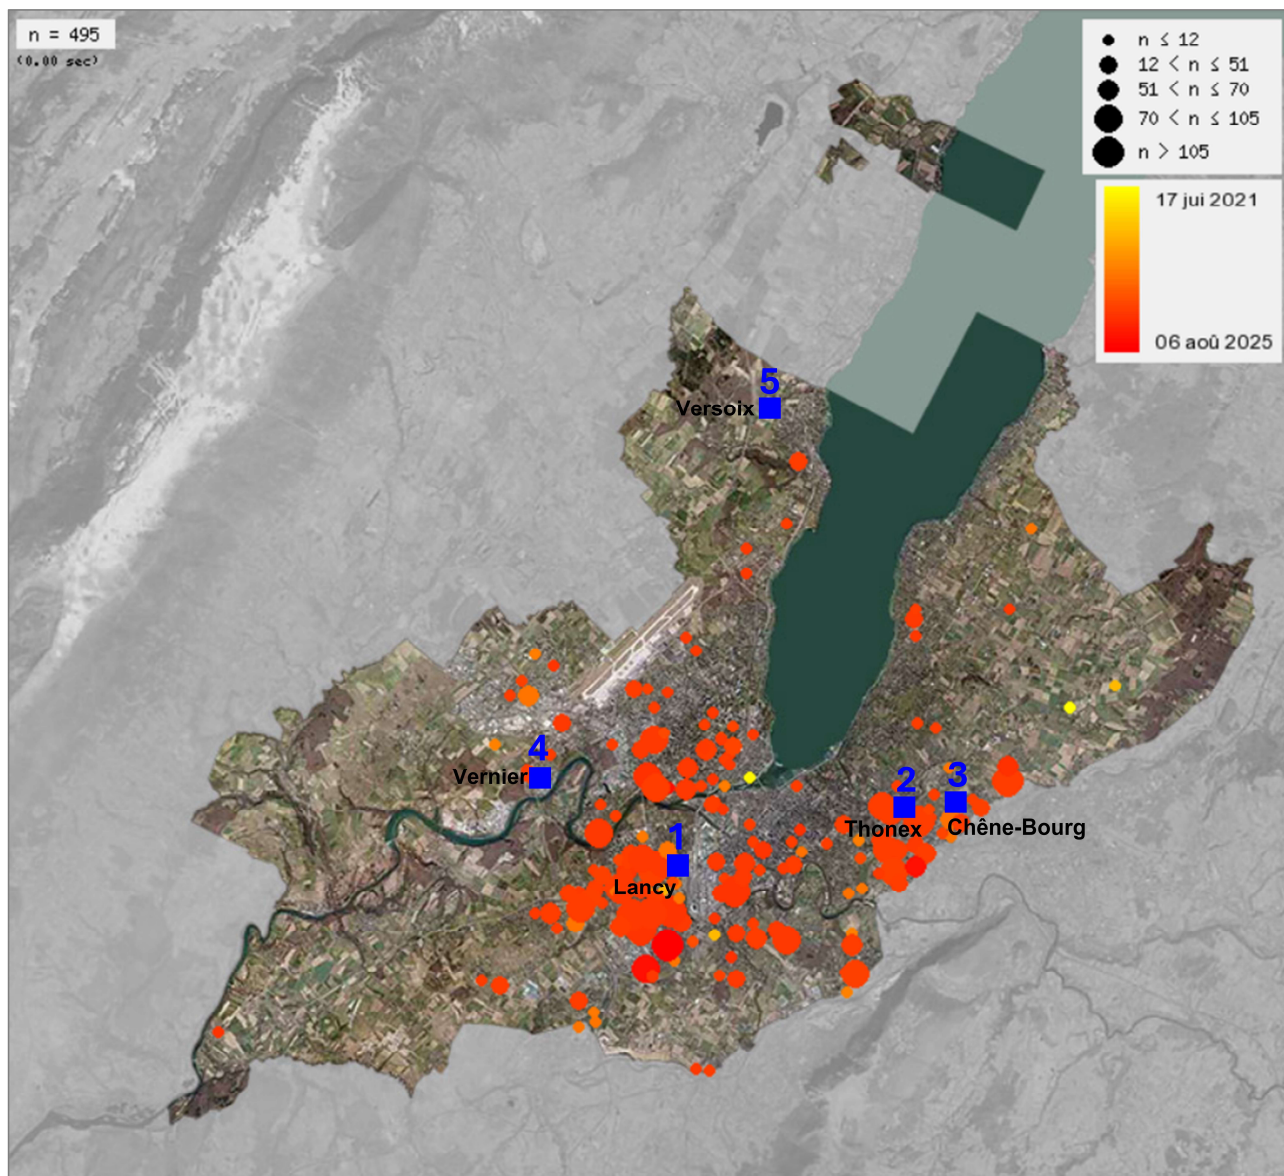 n = 495
(0.00 sec)
n ≤ 12
12 < n ≤ 51
51 < n ≤ 70
70 < n ≤ 105
n > 105
17 jui 2021
06 aoû 2025
5
Versoix
4
Vernier
2
3
Thonex
Chêne-Bourg
1
Lancy